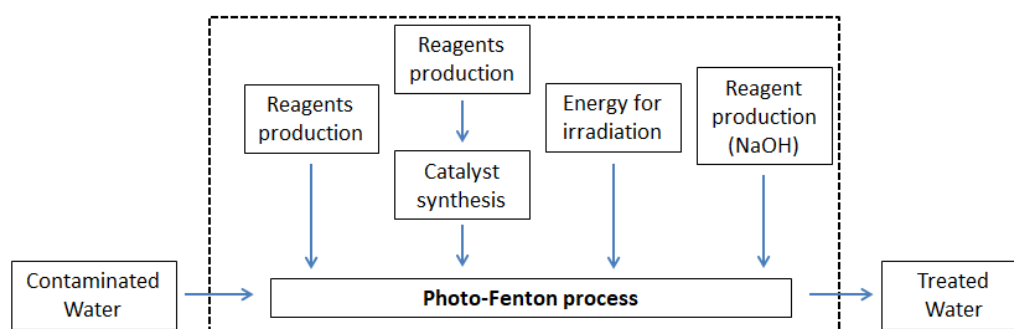 Reagents
production
Reagents
production
Energy for
irradiation
Reagent
production
(NaOH)
Catalyst
synthesis
Contaminated
Water
Photo-Fenton process
Treated
Water